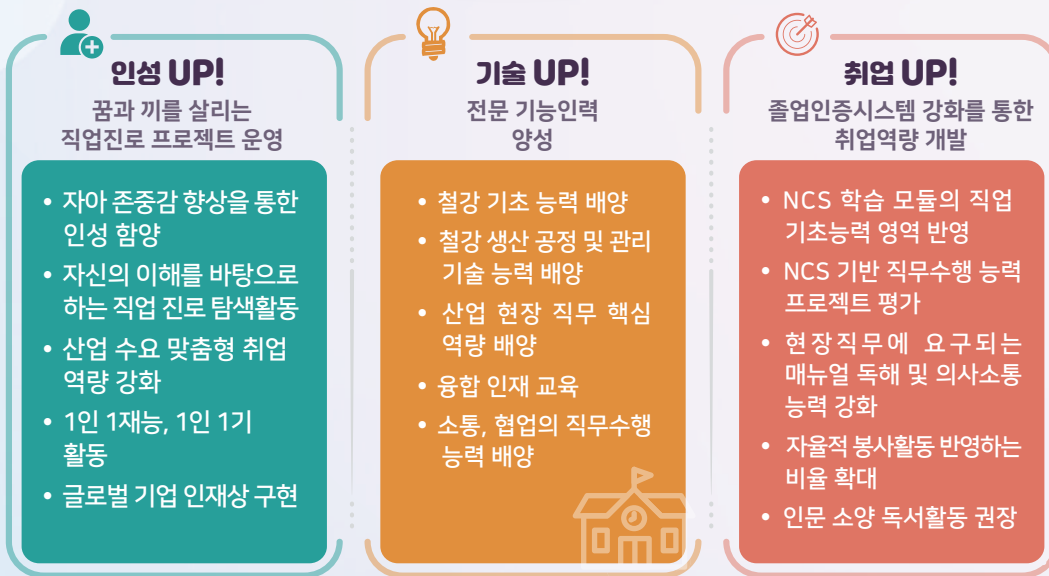 인성 UP!
꿈과 끼를 살리는
직업진로 프로젝트 운영
• 자아 존중감 향상을 통한
인성 함양
• 자신의 이해를 바탕으로
하는 직업 진로 탐색활동
• 산업 수요 맞춤형 취업
역량 강화
• 1인 1재능, 1인 1기
활동
• 글로벌 기업 인재상 구현
기술 UP!
전문 기능인력
양성
• 철강 기초 능력 배양
• 철강 생산 공정 및 관리
기술 능력 배양
• 산업 현장 직무 핵심
역량 배양
• 융합 인재 교육
• 소통, 협업의 직무수행
능력 배양
취업 UP!
졸업인증시스템 강화를 통한
취업역량 개발
• NCS 학습 모듈의 직업
기초능력 영역 반영
• NCS 기반 직무수행 능력
프로젝트 평가
• 현장직무에 요구되는
매뉴얼 독해 및 의사소통
능력 강화
• 자율적 봉사활동 반영하는
비율 확대
• 인문 소양 독서활동 권장